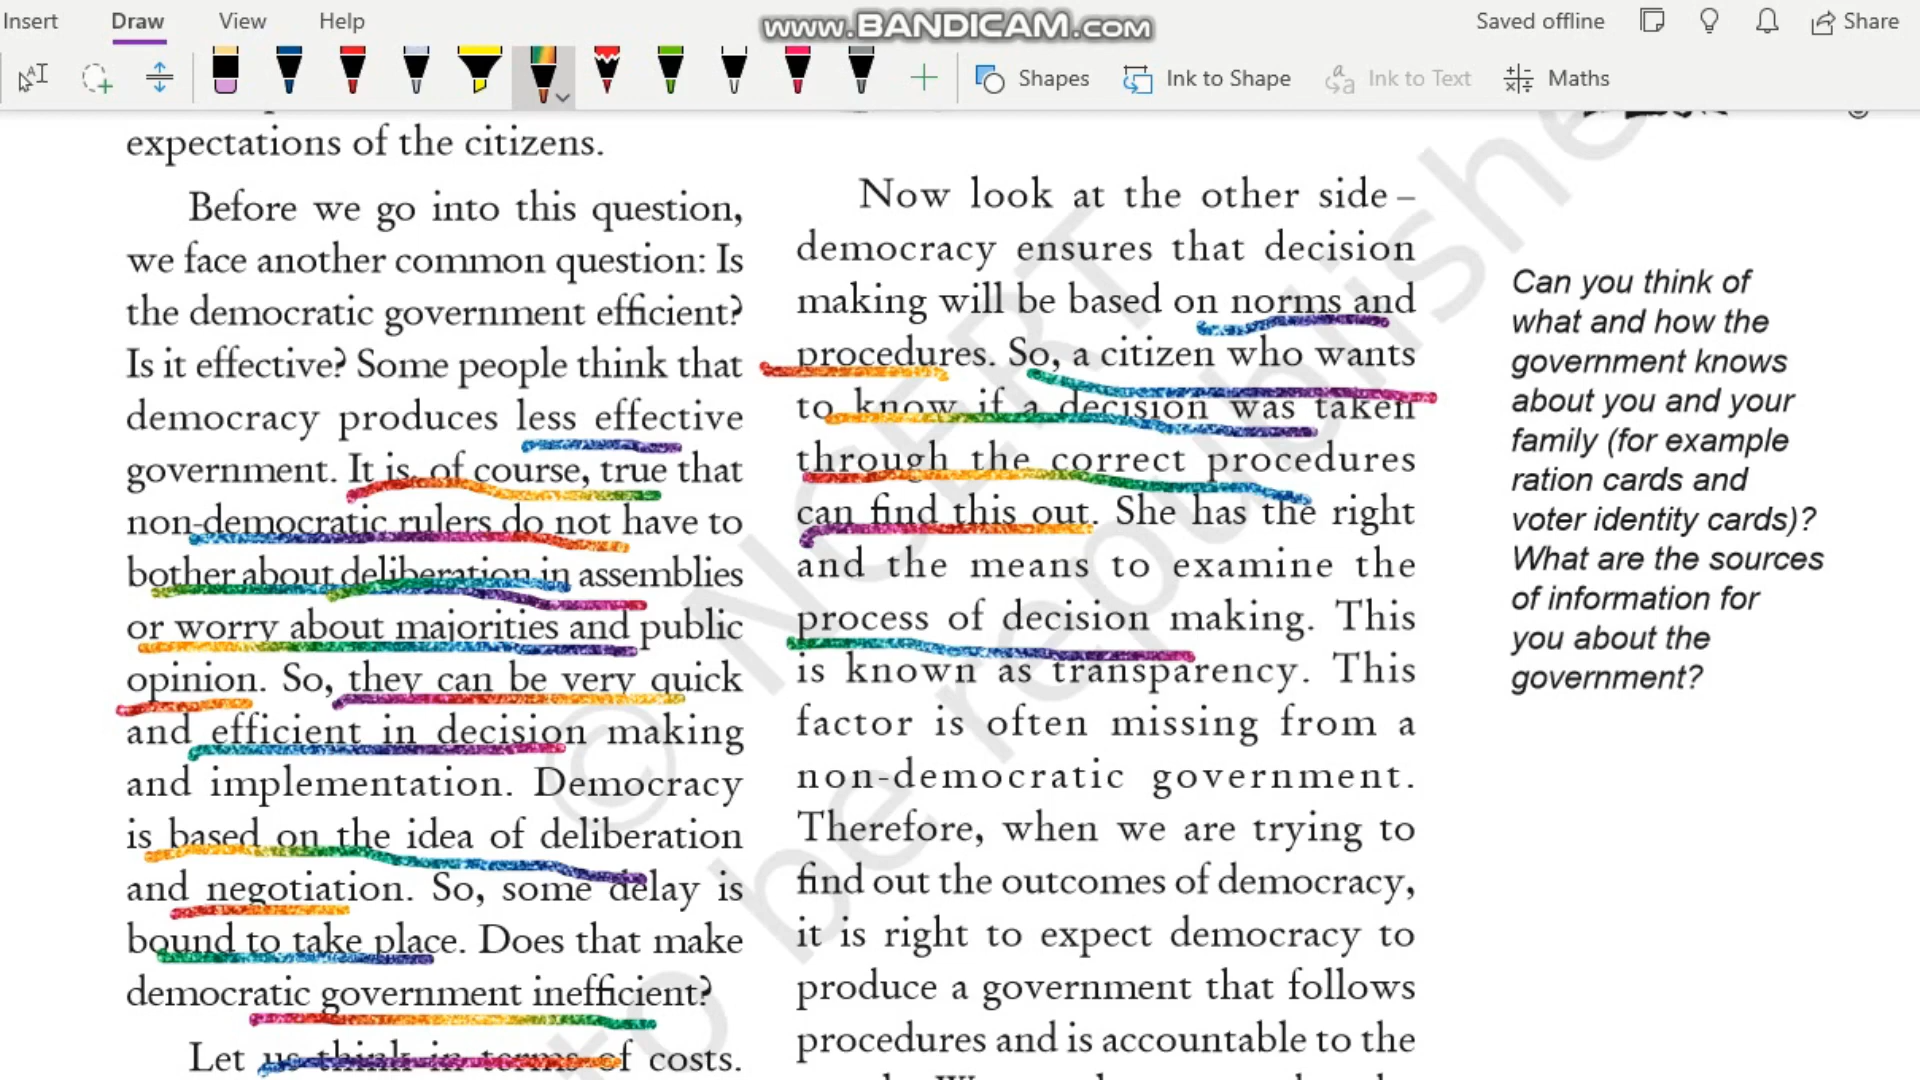 Insert Draw View Help
www.BANDICAM.com
Saved offline
Share
Shapes
Ink to Shape
Ink to Text
Maths
expectations of the citizens.
Before we go into this question,
we face another common question: Is
the democratic government efficient?
Is it effective? Some people think that
democracy produces less effective
government. It is, of course, true that
non-democratic rulers do not have to
bother about deliberation in assemblies
or worry about majorities and public
opinion. So, they can be very quick
and efficient in decision making
and implementation. Democracy
is based on the idea of deliberation
and negotiation. So, some delay is
bound to take place. Does that make
democratic government inefficient?
Let us think in terms of costs.
Now look at the other side –
democracy ensures that decision
making will be based on norms and
procedures. So, a citizen who wants
to know if a decision was taken
through the correct procedures
can find this out. She has the right
and the means to examine the
process of decision making. This
is known as transparency. This
factor is often missing from a
non-democratic government.
Therefore, when we are trying to
find out the outcomes of democracy,
it is right to expect democracy to
produce a government that follows
procedures and is accountable to the
Can you think of
what and how the
government knows
about you and your
family (for example
ration cards and
voter identity cards)?
What are the sources
of information for
you about the
government?
© NCERT
to be republishe